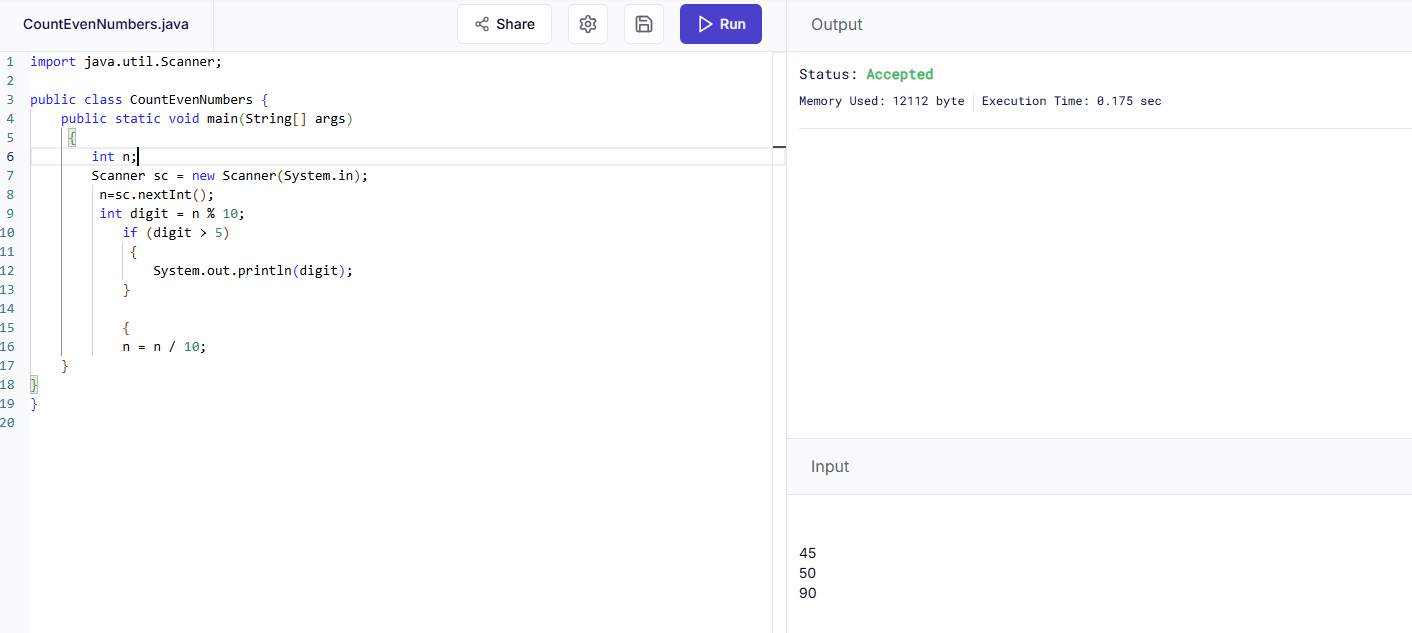 CountEvenNumbers.java
Share
Run
1 import java.util.Scanner;
2
3 public class CountEvenNumbers {
4     public static void main(String[] args)
5      {
6         int n;
7         Scanner sc = new Scanner(System.in);
8          n=sc.nextInt();
9          int digit = n % 10;
10             if (digit > 5)
11              {
12                 System.out.println(digit);
13             }
14
15             {
16             n = n / 10;
17     }
18 }
19 }
20
Output
Status: Accepted
Memory Used: 12112 byte Execution Time: 0.175 sec
Input
45
50
90